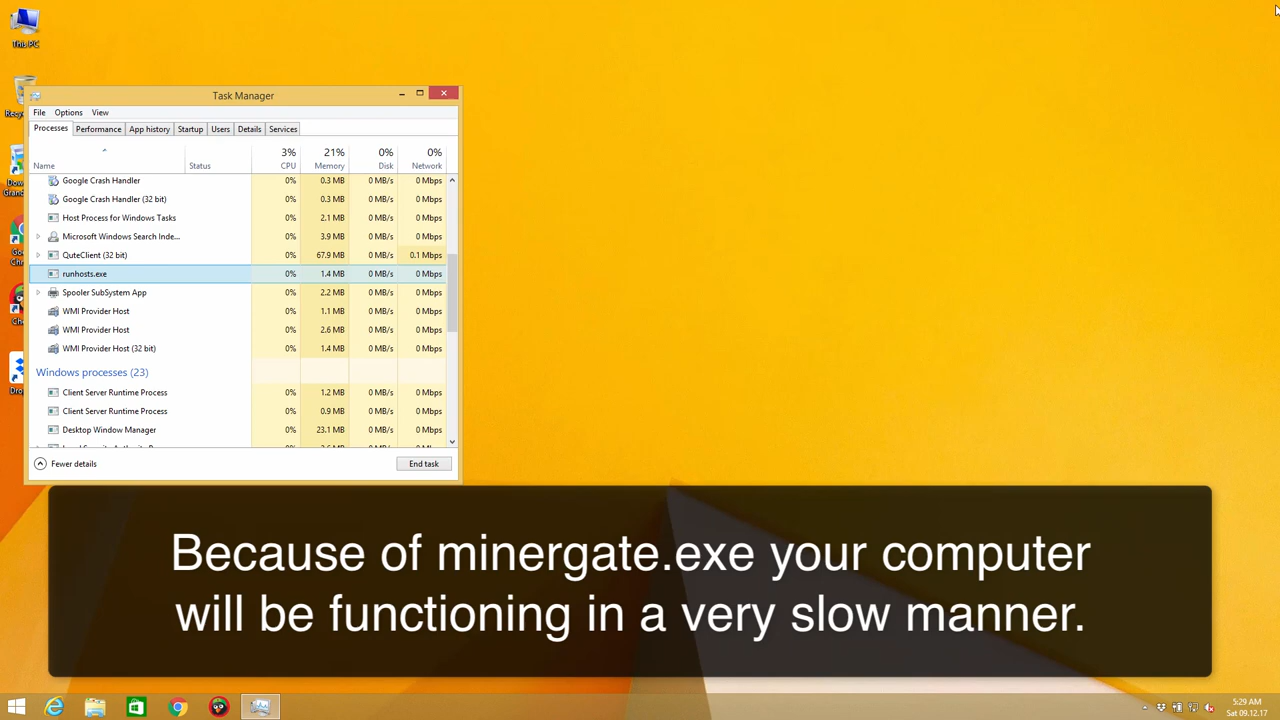 This PC
Task Manager
File Options View
Processes Performance App history Startup Users Details Services
3% 21% 0% 0%
Name Status CPU Memory Disk Network
Google Crash Handler 0% 0.3 MB 0 MB/s 0 Mbps
Google Crash Handler (32 bit) 0% 0.3 MB 0 MB/s 0 Mbps
Host Process for Windows Tasks 0% 2.1 MB 0 MB/s 0 Mbps
Microsoft Windows Search Inde... 0% 3.9 MB 0 MB/s 0 Mbps
QuteClient (32 bit) 0% 67.9 MB 0 MB/s 0.1 Mbps
runhosts.exe 0% 1.4 MB 0 MB/s 0 Mbps
Spooler SubSystem App 0% 2.2 MB 0 MB/s 0 Mbps
WMI Provider Host 0% 1.1 MB 0 MB/s 0 Mbps
WMI Provider Host 0% 2.6 MB 0 MB/s 0 Mbps
WMI Provider Host (32 bit) 0% 1.4 MB 0 MB/s 0 Mbps
Windows processes (23)
Client Server Runtime Process 0% 1.2 MB 0 MB/s 0 Mbps
Client Server Runtime Process 0% 0.9 MB 0 MB/s 0 Mbps
Desktop Window Manager 0% 23.1 MB 0 MB/s 0 Mbps
Fewer details End task
Because of minergate.exe your computer
will be functioning in a very slow manner.
5:29 AM
Sat 09.12.17